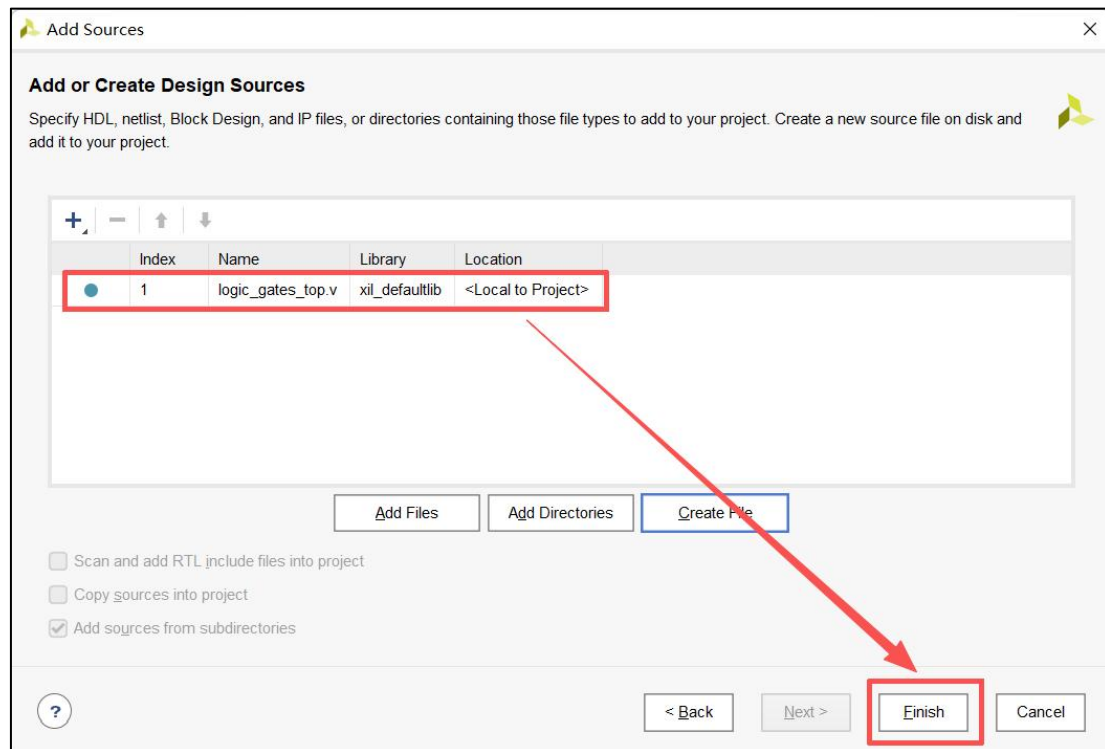 Add Sources
Add or Create Design Sources
Specify HDL, netlist, Block Design, and IP files, or directories containing those file types to add to your project. Create a new source file on disk and
add it to your project.
Index Name Library Location
1 logic_gates_top.v xil_defaultlib <Local to Project>
Add Files Add Directories Create File
Scan and add RTL include files into project
Copy sources into project
Add sources from subdirectories
? < Back Next > Finish Cancel